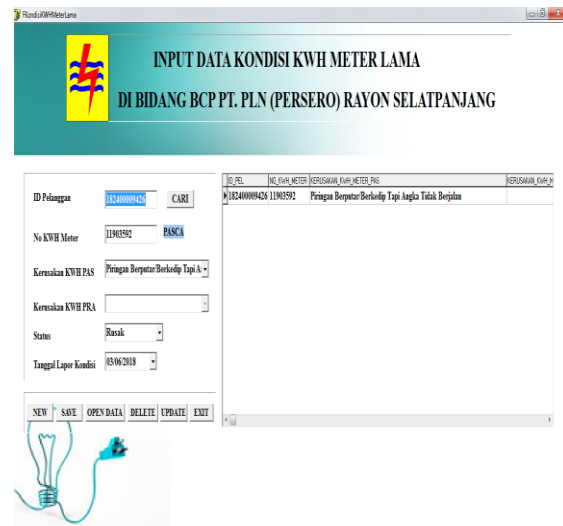 FKondisiKWHMeterLama
INPUT DATA KONDISI KWH METER LAMA
DI BIDANG BCP PT. PLN (PERSERO) RAYON SELATPANJANG
ID Pelanggan 182400009426 CARI
No KWH Meter 11903592 PASCA
Kerusakan KWH PAS Piringan Berputar/Berkedip Tapi A
Kerusakan KWH PRA
Status Rusak
Tanggal Lapor Kondisi 03/06/2018
NEW SAVE OPEN DATA DELETE UPDATE EXIT
ID_PEL NO_KWH_METER KERUSAKAN_KWH_METER_PAS KERUSAKAN_KWH_M
182400009426 11903592 Piringan Berputar/Berkedip Tapi Angka Tidak Berjalan